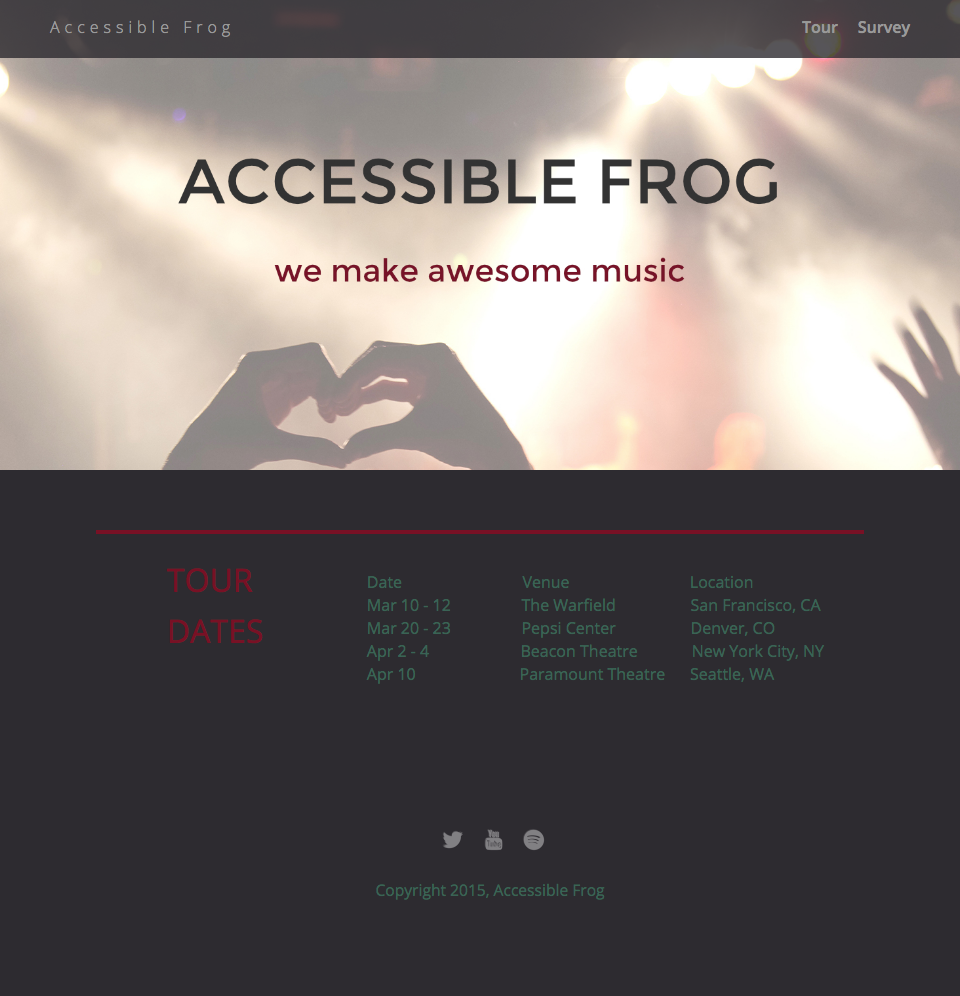 Accessible Frog
Tour Survey
ACCESSIBLE FROG
we make awesome music
TOUR
DATES
Date Venue Location
Mar 10 - 12 The Warfield San Francisco, CA
Mar 20 - 23 Pepsi Center Denver, CO
Apr 2 - 4 Beacon Theatre New York City, NY
Apr 10 Paramount Theatre Seattle, WA
You
Tube
Copyright 2015, Accessible Frog